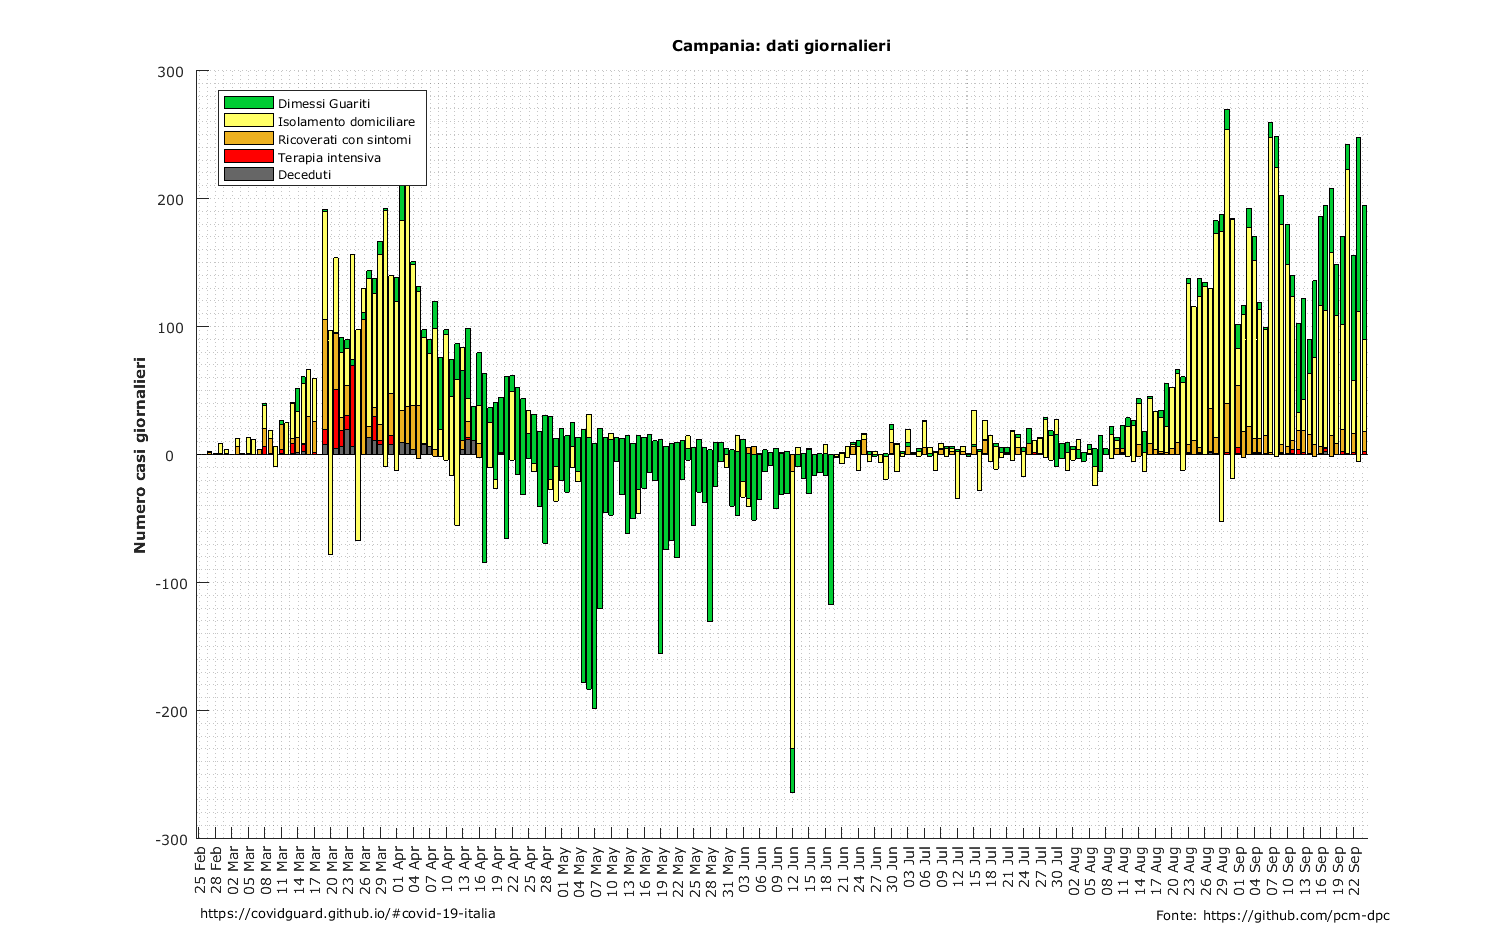 Campania: dati giornalieri
300
200
100
0
-100
-200
-300
Numero casi giornalieri
Dimessi Guariti
Isolamento domiciliare
Ricoverati con sintomi
Terapia intensiva
Deceduti
25 Feb
28 Feb
02 Mar
05 Mar
08 Mar
11 Mar
14 Mar
17 Mar
20 Mar
23 Mar
26 Mar
29 Mar
01 Apr
04 Apr
07 Apr
10 Apr
13 Apr
16 Apr
19 Apr
22 Apr
25 Apr
28 Apr
01 May
04 May
07 May
10 May
13 May
16 May
19 May
22 May
25 May
28 May
31 May
03 Jun
06 Jun
09 Jun
12 Jun
15 Jun
18 Jun
21 Jun
24 Jun
27 Jun
30 Jun
03 Jul
06 Jul
09 Jul
12 Jul
15 Jul
18 Jul
21 Jul
24 Jul
27 Jul
30 Jul
02 Aug
05 Aug
08 Aug
11 Aug
14 Aug
17 Aug
20 Aug
23 Aug
26 Aug
29 Aug
01 Sep
04 Sep
07 Sep
10 Sep
13 Sep
16 Sep
19 Sep
22 Sep
https://covidguard.github.io/#covid-19-italia
Fonte: https://github.com/pcm-dpc